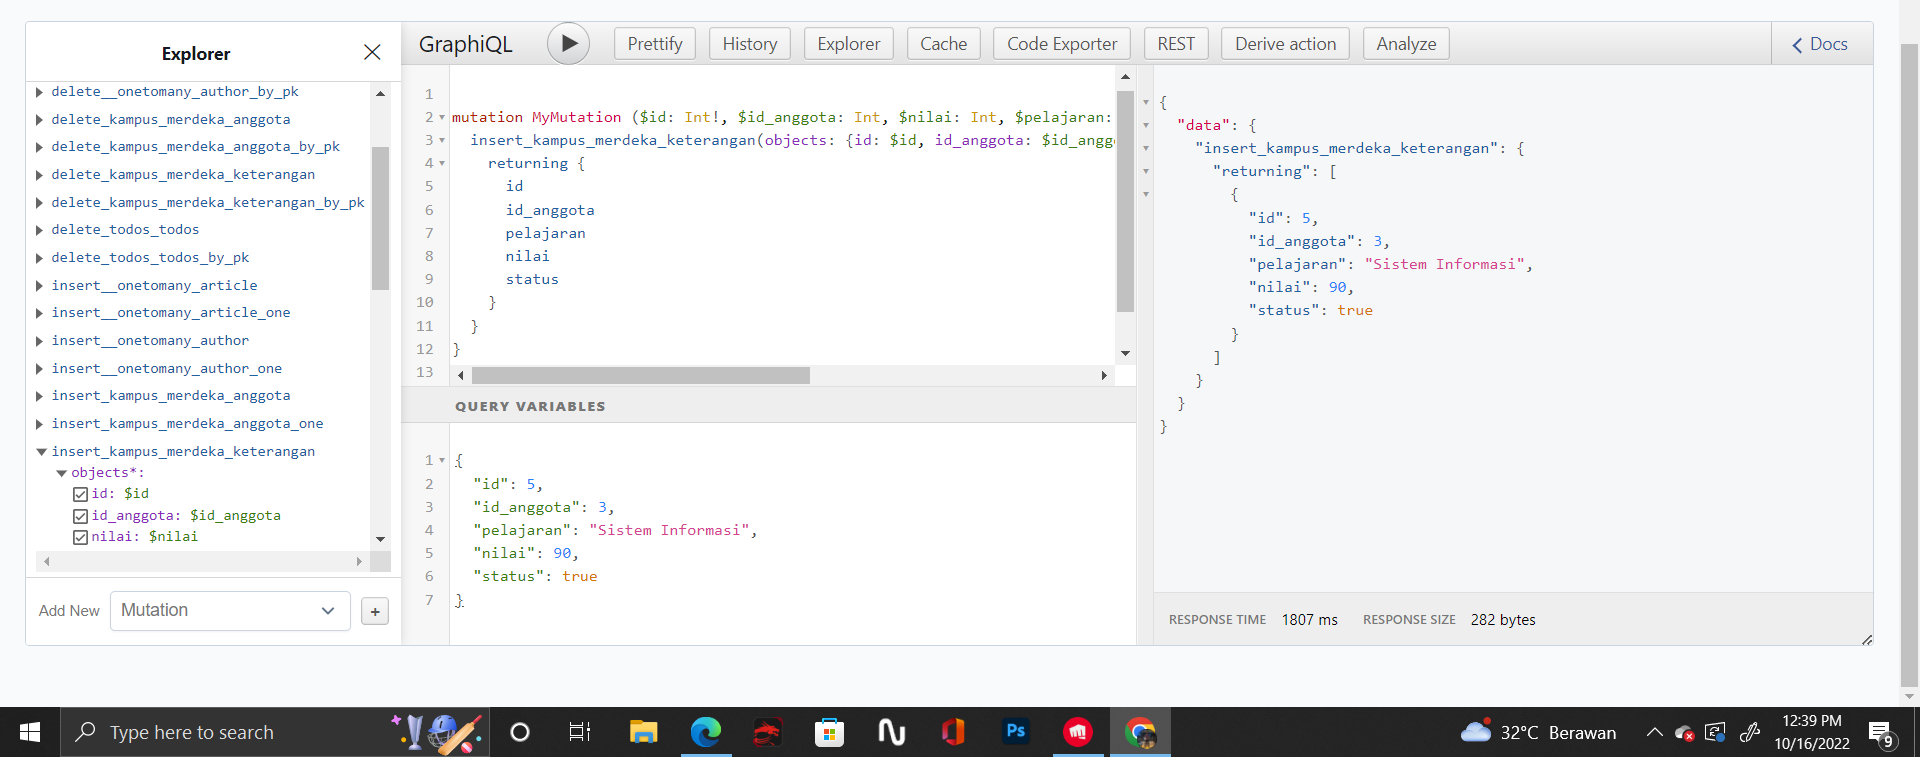 Explorer
delete__onetomany_author_by_pk
delete_kampus_merdeka_anggota
delete_kampus_merdeka_anggota_by_pk
delete_kampus_merdeka_keterangan
delete_kampus_merdeka_keterangan_by_pk
delete_todos_todos
delete_todos_todos_by_pk
insert__onetomany_article
insert__onetomany_article_one
insert__onetomany_author
insert__onetomany_author_one
insert_kampus_merdeka_anggota
insert_kampus_merdeka_anggota_one
insert_kampus_merdeka_keterangan
objects*:
id: $id
id_anggota: $id_anggota
nilai: $nilai
Add New Mutation +
GraphiQL Prettify History Explorer Cache Code Exporter REST Derive action Analyze Docs
1
2 mutation MyMutation ($id: Int!, $id_anggota: Int, $nilai: Int, $pelajaran:
3 insert_kampus_merdeka_keterangan(objects: {id: $id, id_anggota: $id_angg
4 returning {
5 id
6 id_anggota
7 pelajaran
8 nilai
9 status
10 }
11 }
12 }
13
QUERY VARIABLES
1 {
2 "id": 5,
3 "id_anggota": 3,
4 "pelajaran": "Sistem Informasi",
5 "nilai": 90,
6 "status": true
7 }
{
"data": {
"insert_kampus_merdeka_keterangan": {
"returning": [
{
"id": 5,
"id_anggota": 3,
"pelajaran": "Sistem Informasi",
"nilai": 90,
"status": true
}
]
}
}
}
RESPONSE TIME 1807 ms RESPONSE SIZE 282 bytes
Type here to search
Ps
32°C Berawan
12:39 PM
10/16/2022
9